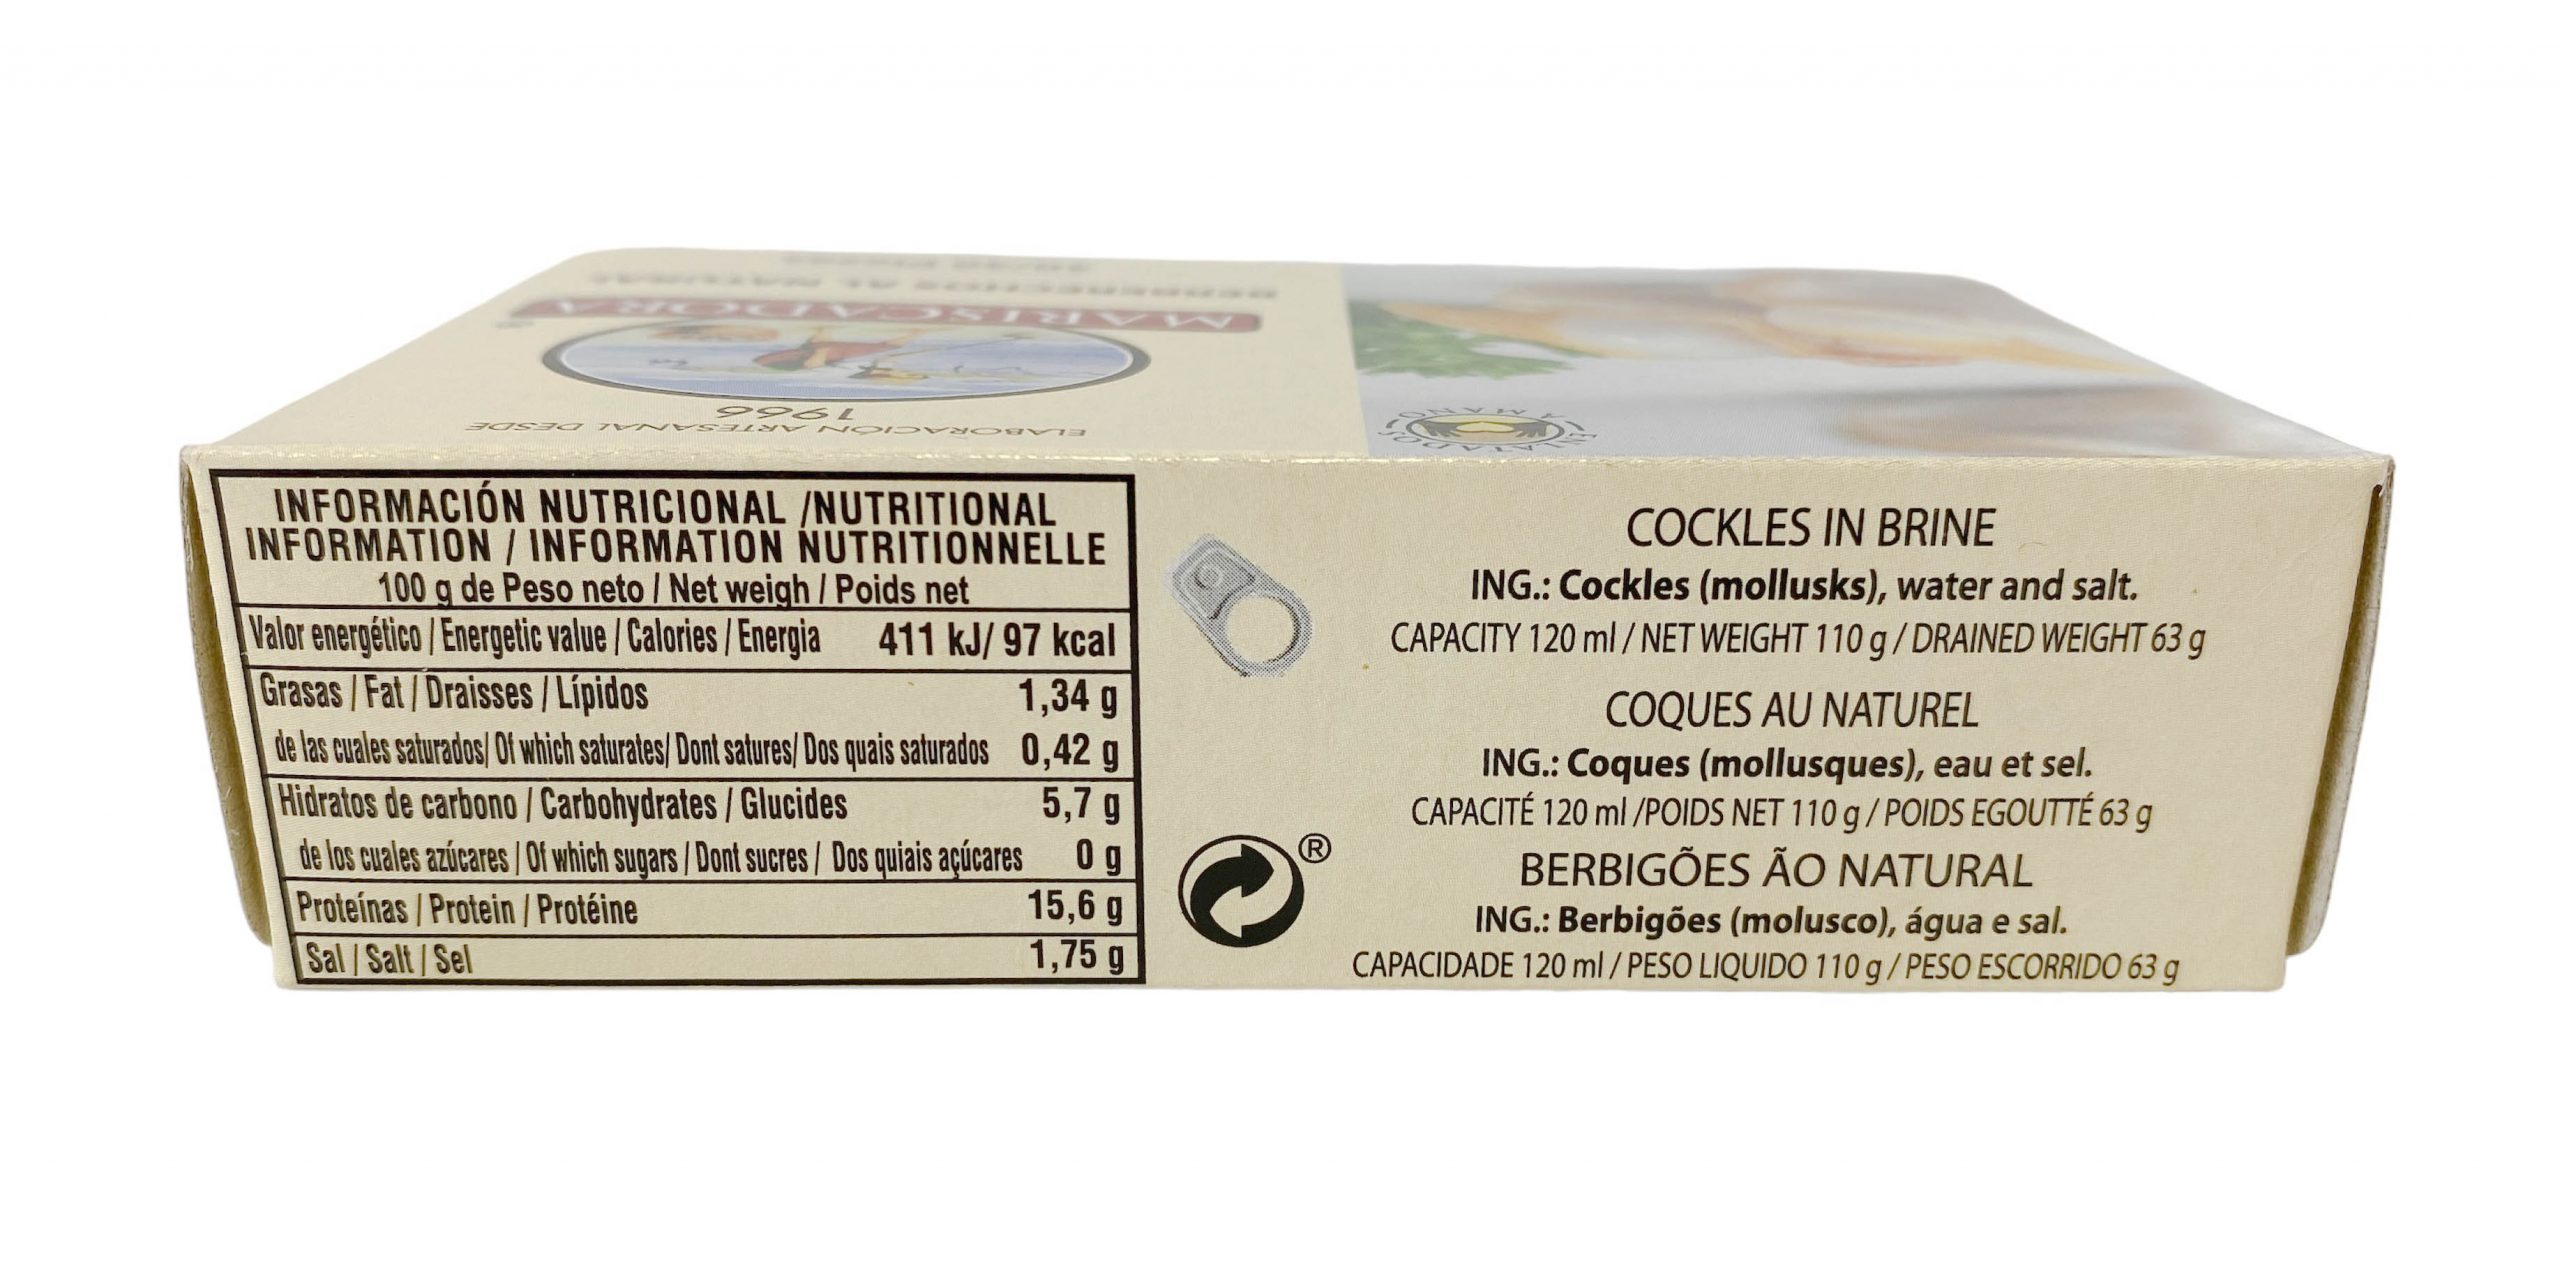 BERBERECHOS AL NATURAL
MARISCADORA
1966
ELABORACIÓN ARTESANAL DESDE
ENLATADOS A MANO
INFORMACIÓN NUTRICIONAL /NUTRITIONAL
INFORMATION / INFORMATION NUTRITIONNELLE
100 g de Peso neto / Net weigh / Poids net
Valor energético / Energetic value / Calories / Energia 411 kJ/ 97 kcal
Grasas / Fat / Draisses / Lípidos 1,34 g
de las cuales saturados/ Of which saturates/ Dont satures/ Dos quais saturados 0,42 g
Hidratos de carbono / Carbohydrates / Glucides 5,7 g
de los cuales azúcares / Of which sugars / Dont sucres / Dos quiais açúcares 0 g
Proteínas / Protein / Protéine 15,6 g
Sal / Salt / Sel 1,75 g
®
COCKLES IN BRINE
ING.: Cockles (mollusks), water and salt.
CAPACITY 120 ml / NET WEIGHT 110 g / DRAINED WEIGHT 63 g
COQUES AU NATUREL
ING.: Coques (mollusques), eau et sel.
CAPACITÉ 120 ml /POIDS NET 110 g / POIDS EGOUTTÉ 63 g
BERBIGÕES ÃO NATURAL
ING.: Berbigões (molusco), água e sal.
CAPACIDADE 120 ml / PESO LIQUIDO 110 g / PESO ESCORRIDO 63 g